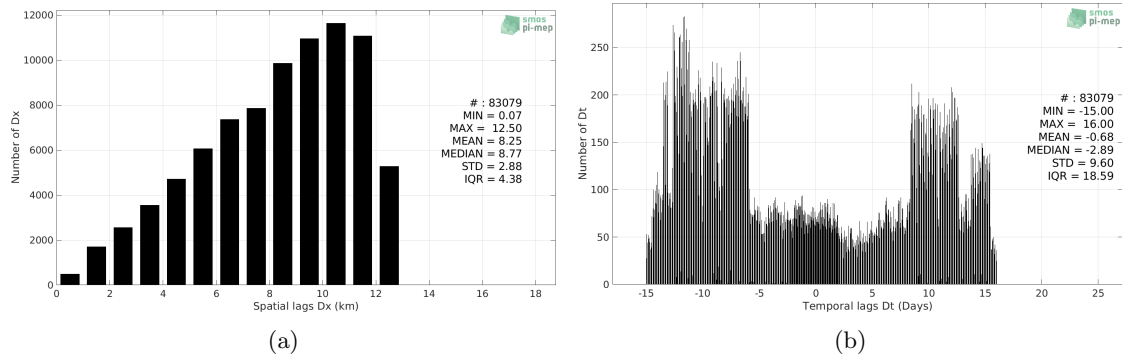 12000
10000
8000
6000
4000
2000
0
Number of Dx
0 2 4 6 8 10 12 14 16 18
Spatial lags Dx (km)
smos
pi-mep
# : 83079
MIN = 0.07
MAX = 12.50
MEAN = 8.25
MEDIAN = 8.77
STD = 2.88
IQR = 4.38
(a)
250
200
150
100
50
0
Number of Dt
-15 -10 -5 0 5 10 15 20 25
Temporal lags Dt (Days)
smos
pi-mep
# : 83079
MIN = -15.00
MAX = 16.00
MEAN = -0.68
MEDIAN = -2.89
STD = 9.60
IQR = 18.59
(b)